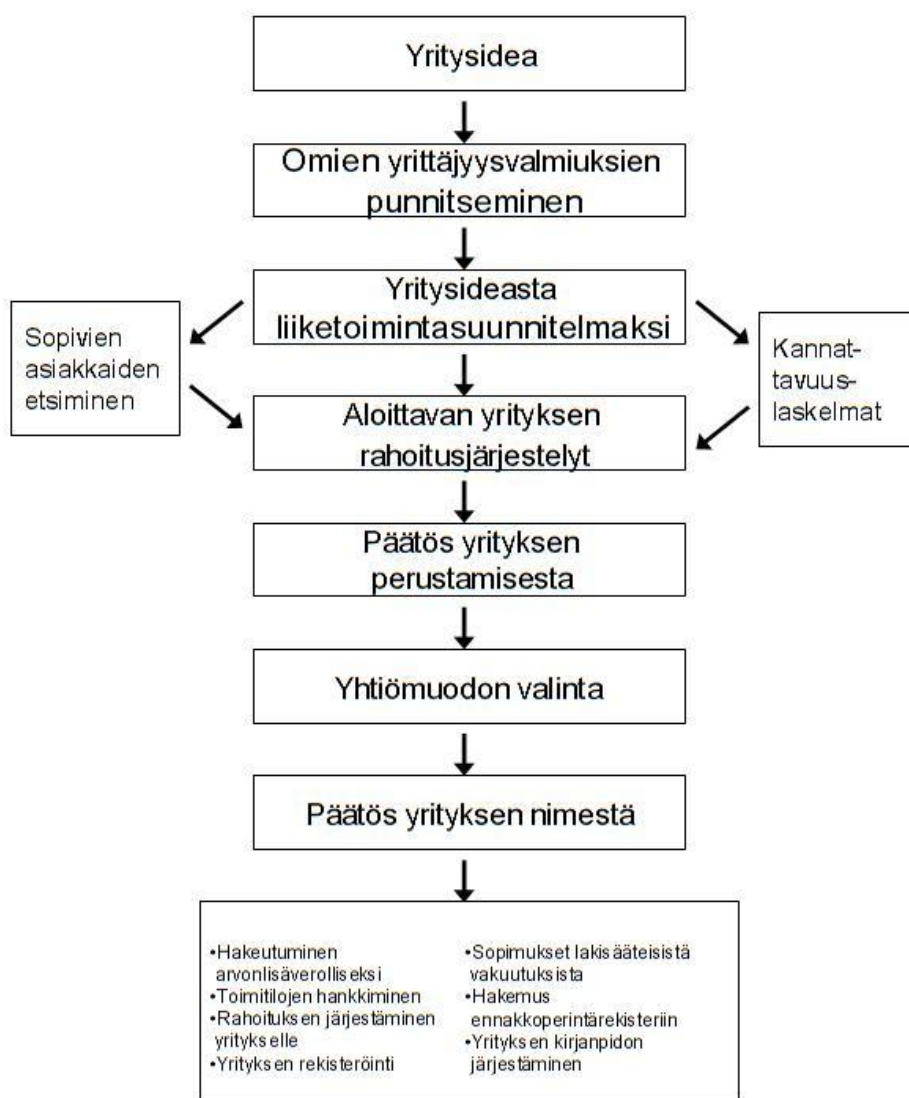 Yritysidea
Omien yrittäjyysvalmiuksien
punnitseminen
Yritysideasta
liiketoimintasuunnitelmaksi
Sopivien
asiakkaiden
etsiminen
Kannat-
tavuus-
laskelmat
Aloittavan yrityksen
rahoitusjärjestelyt
Päätös yrityksen
perustamisesta
Yhtiömuodon valinta
Päätös yrityksen nimestä
•Hakeutuminen
arvonlisäverolliseksi
•Toimitilojen hankkiminen
•Rahoituksen järjestäminen
yritykselle
•Yrityksen rekisteröinti
•Sopimukset lakisääteisistä
vakuutuksista
•Hakemus
ennakkoperintärekisteriin
•Yrityksen kirjanpidon
järjestäminen